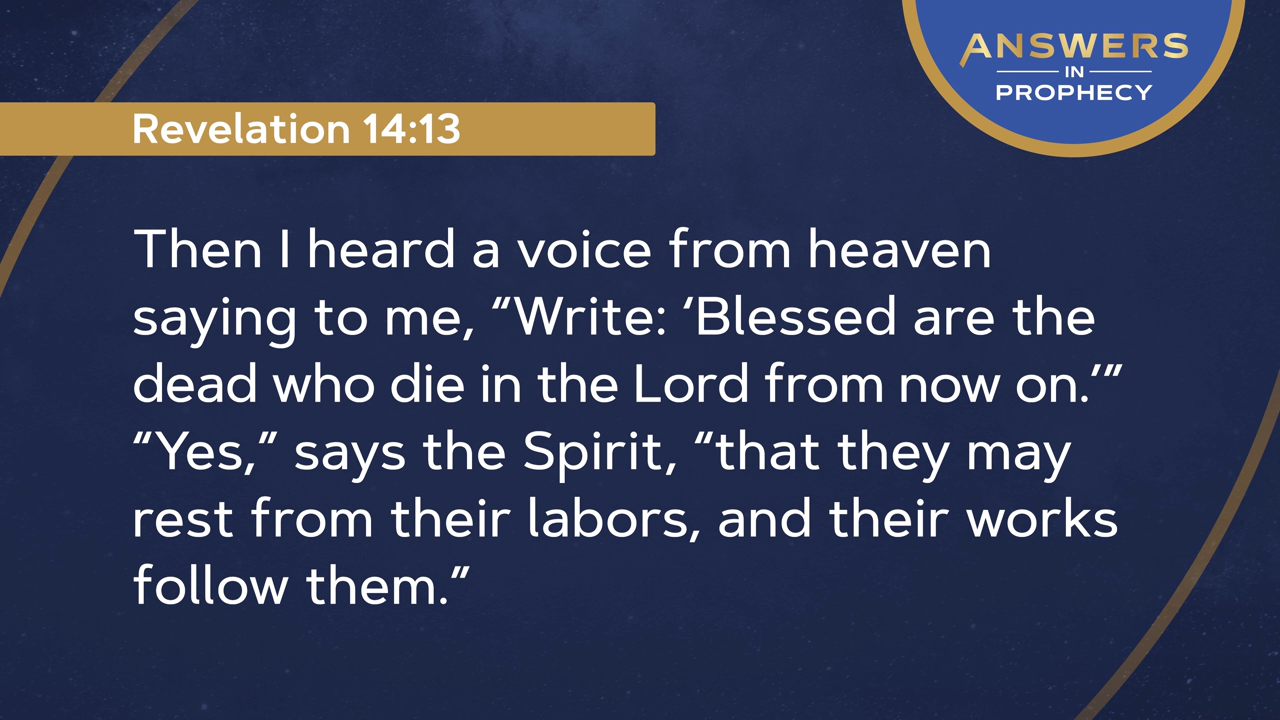 ANSWERS
IN
PROPHECY
Revelation 14:13
Then I heard a voice from heaven
saying to me, “Write: ‘Blessed are the
dead who die in the Lord from now on.’”
“Yes,” says the Spirit, “that they may
rest from their labors, and their works
follow them.”